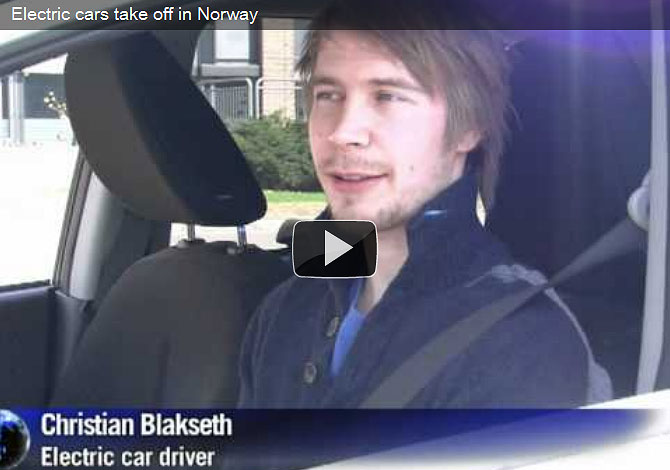 Electric cars take off in Norway
Christian Blakseth
Electric car driver